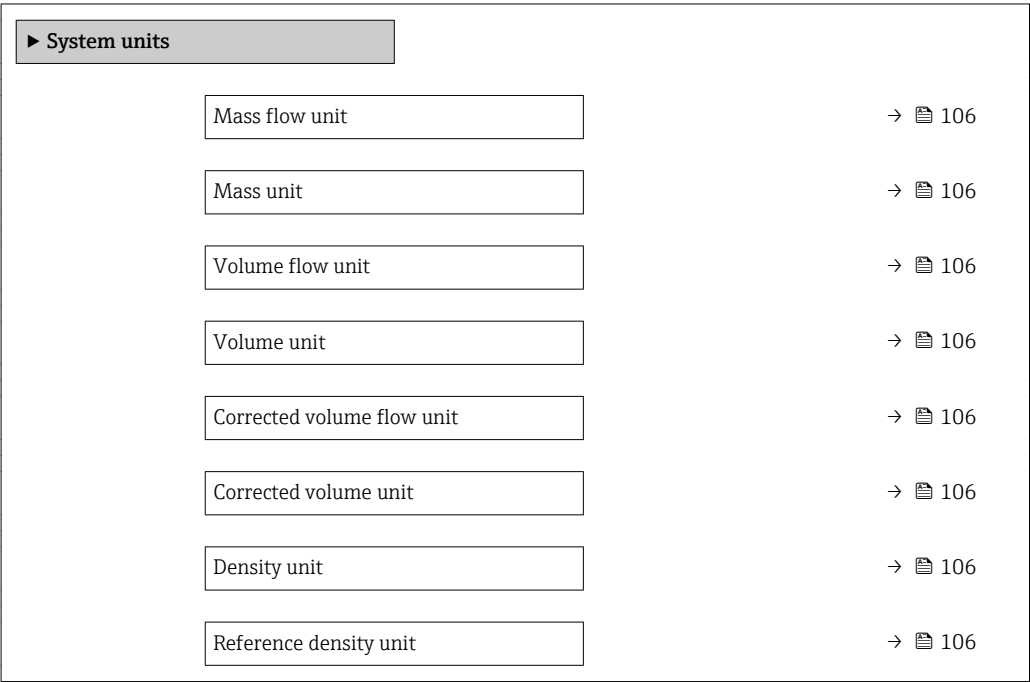 ► System units
Mass flow unit → 106
Mass unit → 106
Volume flow unit → 106
Volume unit → 106
Corrected volume flow unit → 106
Corrected volume unit → 106
Density unit → 106
Reference density unit → 106